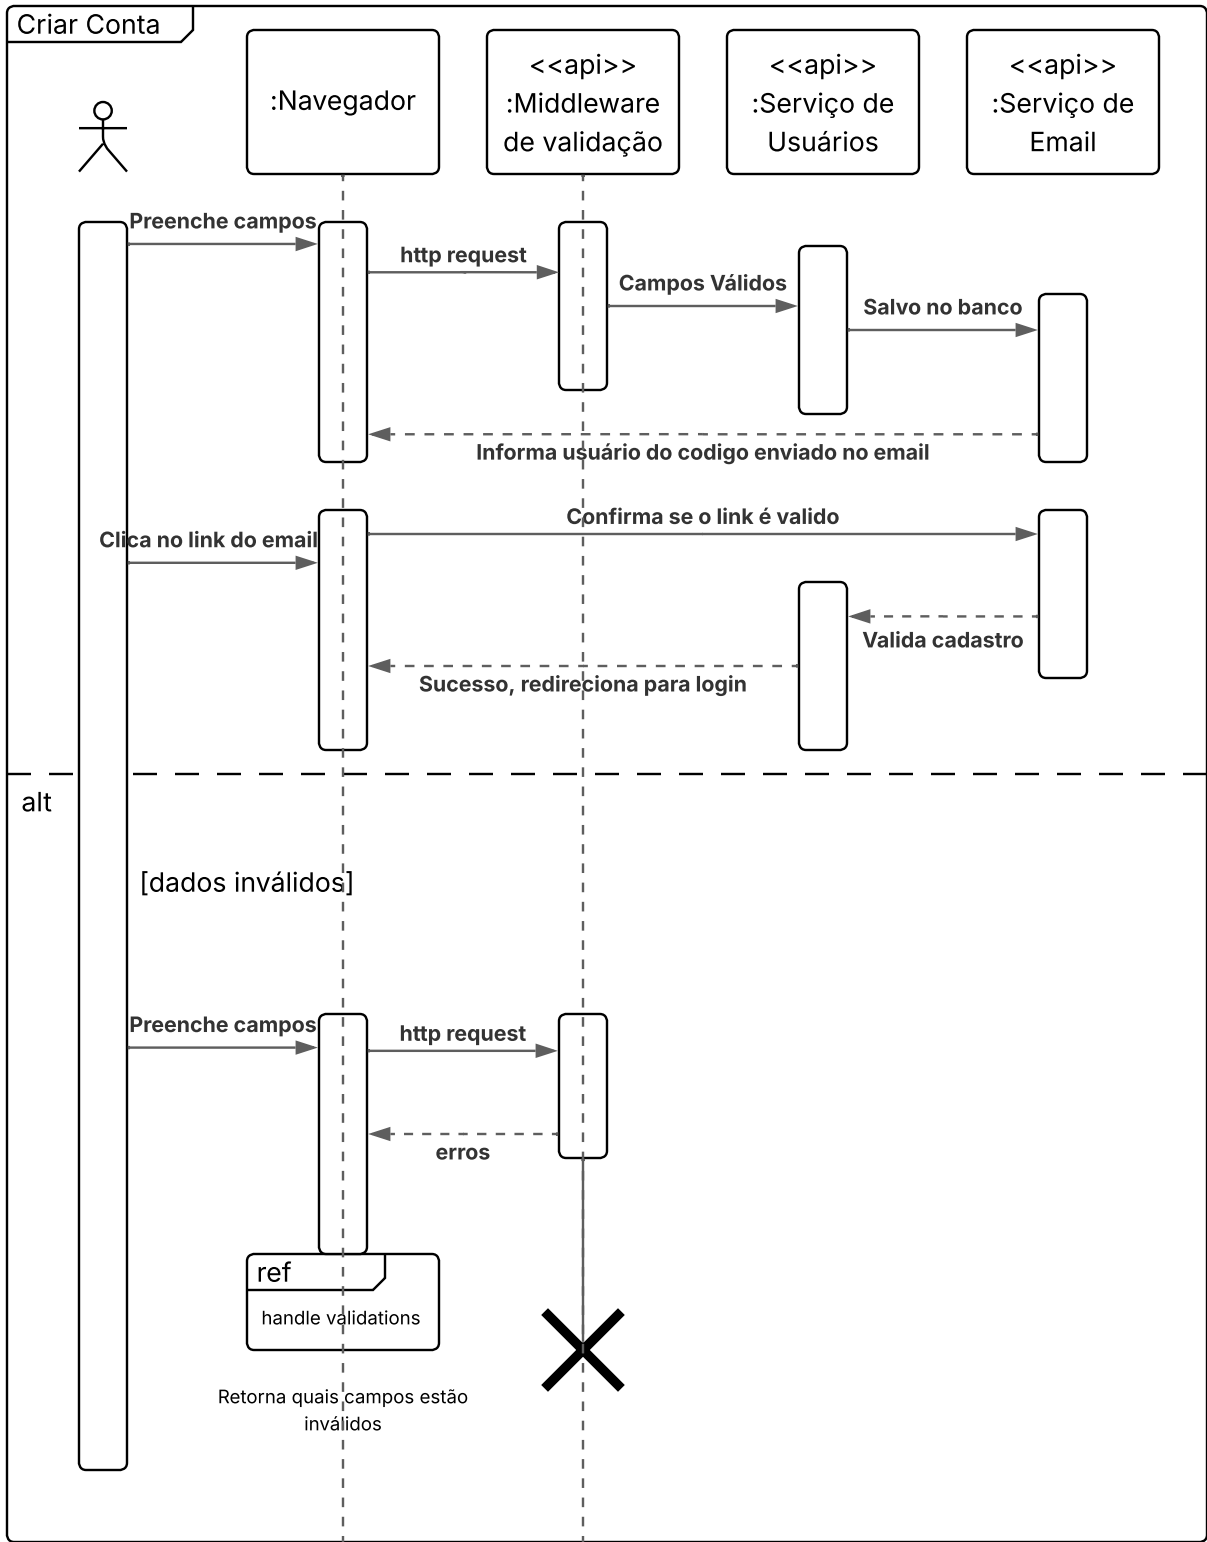 Criar Conta
:Navegador
<<api>>
:Middleware
de validação
<<api>>
:Serviço de
Usuários
<<api>>
:Serviço de
Email
Preenche campos
http request
Campos Válidos
Salvo no banco
Informa usuário do codigo enviado no email
Confirma se o link é valido
Clica no link do email
Valida cadastro
Sucesso, redireciona para login
alt
[dados inválidos]
Preenche campos
http request
erros
ref
handle validations
Retorna quais campos estão
inválidos